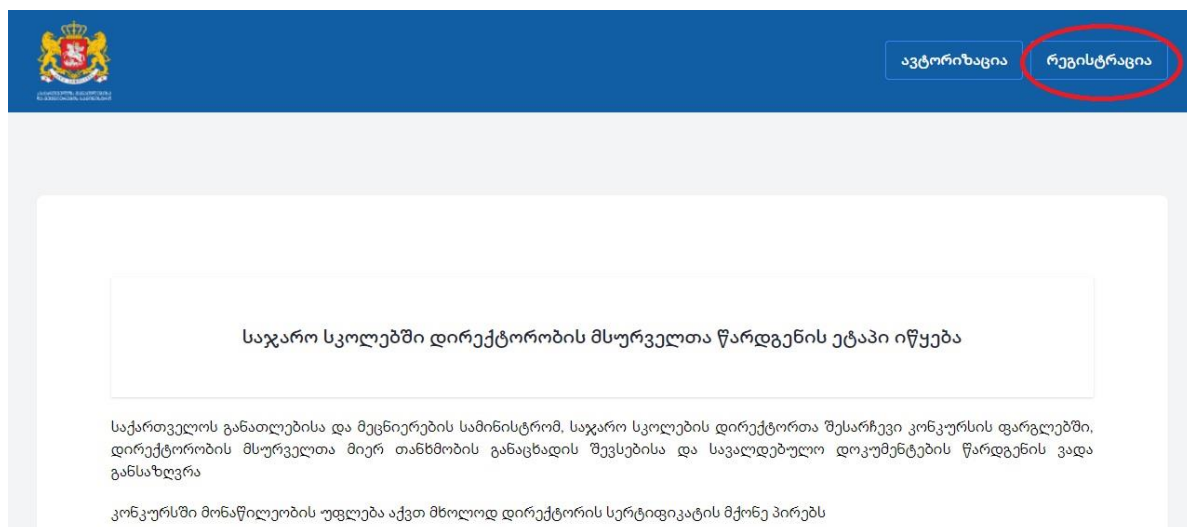 ავტორიზაცია
რეგისტრაცია
საჯარო სკოლებში დირექტორობის მსურველთა წარდგენის ეტაპი იწყება
საქართველოს განათლებისა და მეცნიერების სამინისტრომ, საჯარო სკოლების დირექტორთა შესარჩევი კონკურსის ფარგლებში,
დირექტორობის მსურველთა მიერ თანხმობის განაცხადის შევსებისა და სავალდებულო დოკუმენტების წარდგენის ვადა
განსაზღვრა
კონკურსში მონაწილეობის უფლება აქვთ მხოლოდ დირექტორის სერტიფიკატის მქონე პირებს